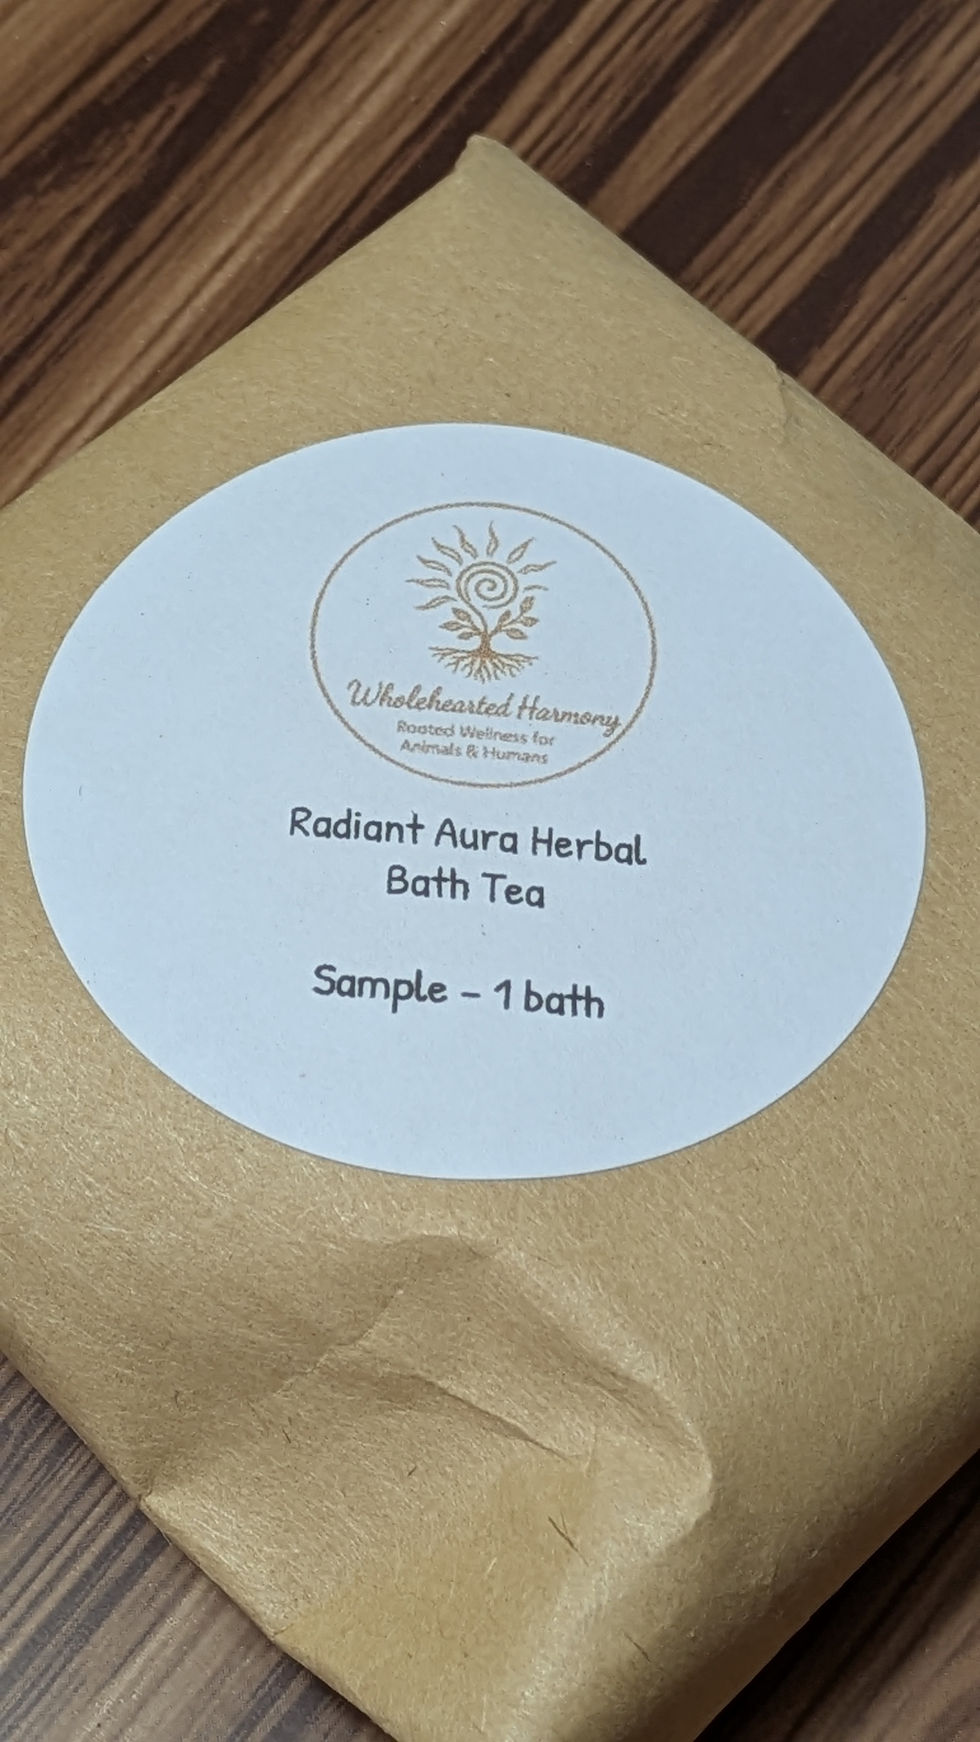 Wholehearted Harmony
Rooted Wellness for
Animals & Humans
Radiant Aura Herbal
Bath Tea
Sample - 1 bath